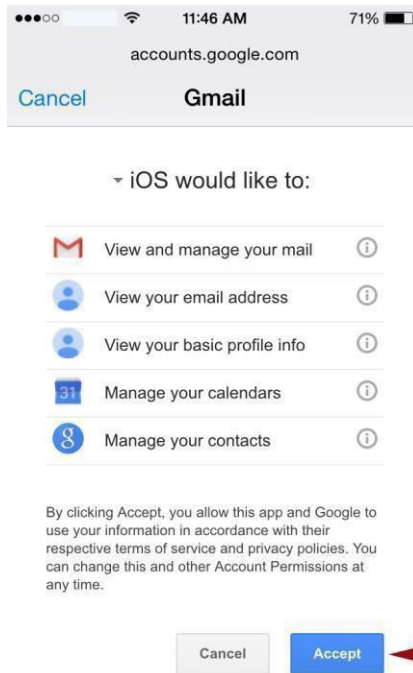 11:46 AM 71%
accounts.google.com
Cancel Gmail
iOS would like to:
View and manage your mail
View your email address
View your basic profile info
31 Manage your calendars
g Manage your contacts
By clicking Accept, you allow this app and Google to
use your information in accordance with their
respective terms of service and privacy policies. You
can change this and other Account Permissions at
any time.
Cancel Accept